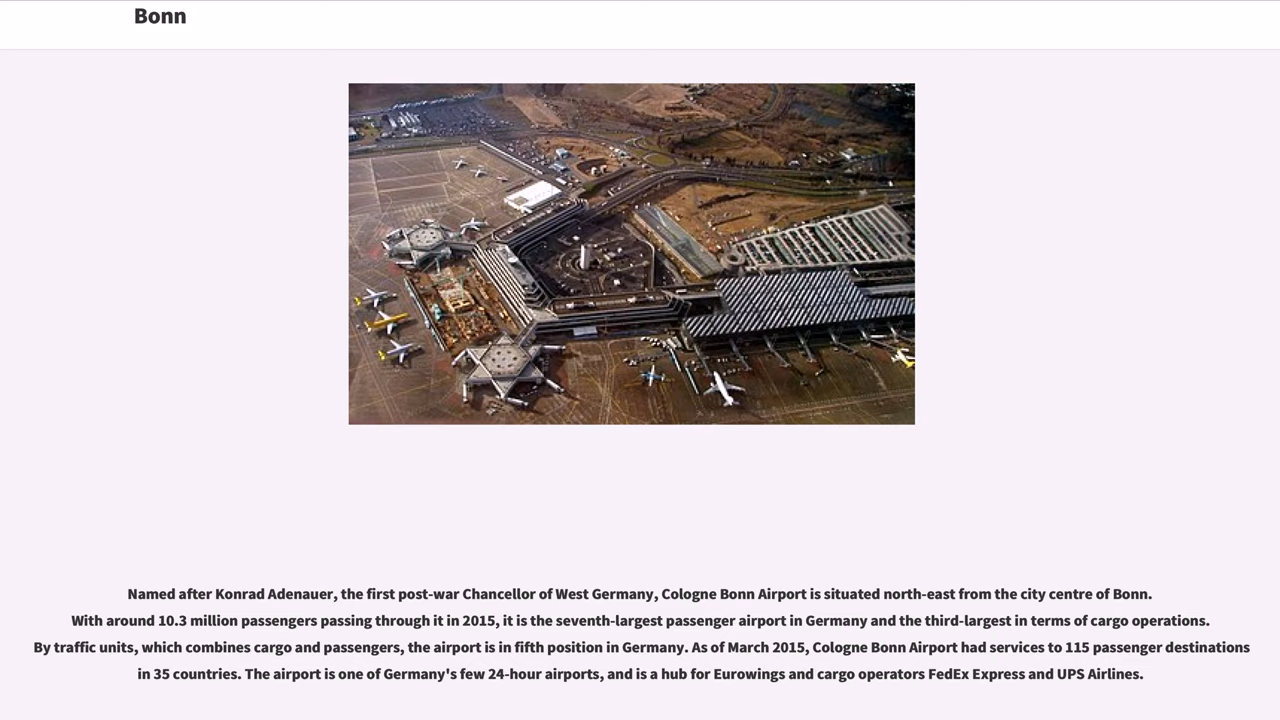 Bonn
Named after Konrad Adenauer, the first post-war Chancellor of West Germany, Cologne Bonn Airport is situated north-east from the city centre of Bonn.
With around 10.3 million passengers passing through it in 2015, it is the seventh-largest passenger airport in Germany and the third-largest in terms of cargo operations.
By traffic units, which combines cargo and passengers, the airport is in fifth position in Germany. As of March 2015, Cologne Bonn Airport had services to 115 passenger destinations
in 35 countries. The airport is one of Germany's few 24-hour airports, and is a hub for Eurowings and cargo operators FedEx Express and UPS Airlines.